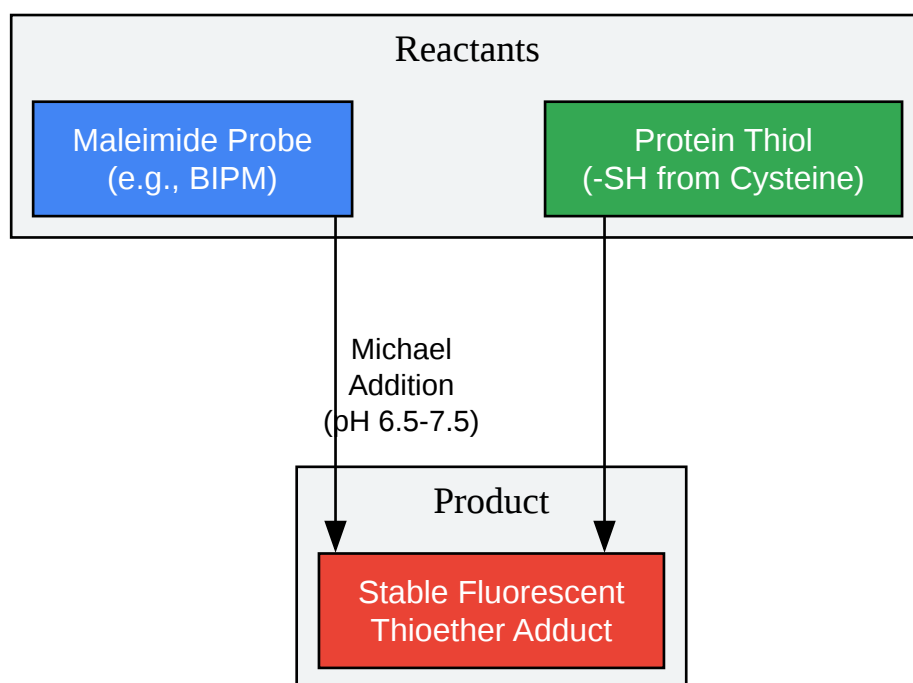 Reactants
Maleimide Probe
(e.g., BIPM)
Protein Thiol
(-SH from Cysteine)
Michael
Addition
(pH 6.5-7.5)
Product
Stable Fluorescent
Thioether Adduct